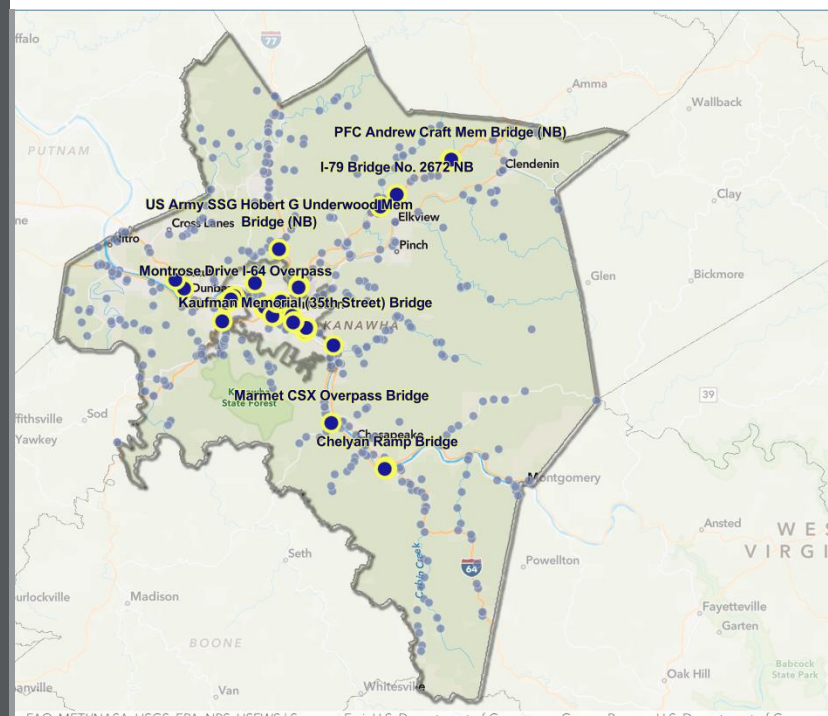 ffalo
77
Amma
Wallback
PFC Andrew Craft Mem Bridge (NB)
PUTNAM
Clendenin
I-79 Bridge No. 2672 NB
Clay
US Army SSG Hobert G Underwood Mem
Bridge (NB)
Cross Lanes
Elkview
ne
Nitro
Pinch
Montrose Drive I-64 Overpass
Glen
Bickmore
Dunbar
Kaufman Memorial (35th Street) Bridge
KANAWHA
Marmet CSX Overpass Bridge
State Forest
39
Sod
Yawkey
Chesapeake
Chelyan Ramp Bridge
Montgomery
Ansted
WES
VIRGI
Seth
Cabin Creek
64
Powellton
urlockville
Madison
Fayetteville
Garten
BOONE
Babcock
State Park
Oak Hill
Van
Whitesville